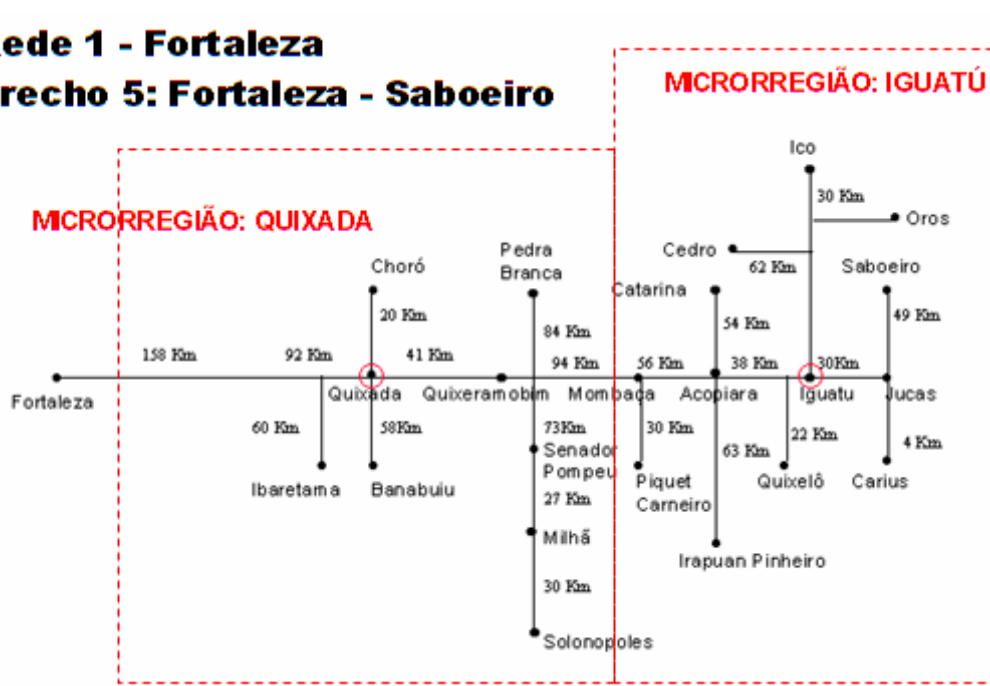 ede 1 - Fortaleza
recho 5: Fortaleza - Saboeiro
MICRORREGIÃO: IGUATÚ
MICRORREGIÃO: QUIXADA
Ico
30 Km
Oros
Cedro
62 Km
Saboeiro
Choró
Pedra
Branca
Catarina
20 Km
84 Km
54 Km
49 Km
158 Km
92 Km
41 Km
94 Km
56 Km
38 Km
30Km
Fortaleza
Quixada
Quixeramobim
Mombaça
Acopiara
Iguatu
Jucas
60 Km
58Km
73Km
30 Km
63 Km
22 Km
4 Km
Ibaretama
Banabuiu
Senador
Pompeu
Piquet
Carneiro
Quixelô
Carius
27 Km
Milhã
Irapuan Pinheiro
30 Km
Solonopoles